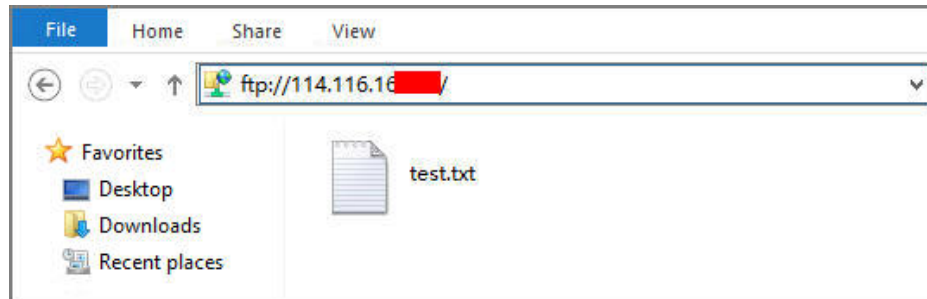 File Home Share View
ftp://114.116.16 /
Favorites
test.txt
Desktop
Downloads
Recent places